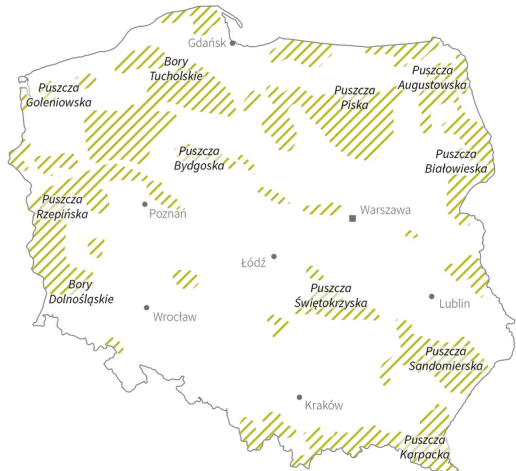 Gdańsk
Bory
Tucholskie
Puszcza
Goleniowska
Puszcza
Augustowska
Puszcza
Piska
Puszcza
Bydgoska
Puszcza
Białowieska
Puszcza
Rzepińska
Poznań
Warszawa
Łódź
Bory
Dolnośląskie
Puszcza
Świętokrzyska
Lublin
Wrocław
Puszcza
Sandomierska
Kraków
Puszcza
Karpacka